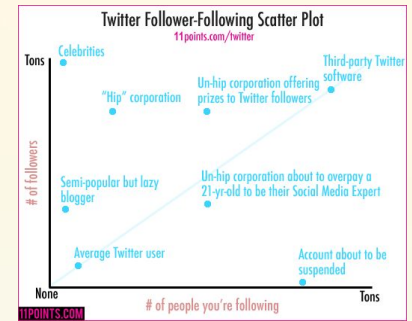 Twitter Follower-Following Scatter Plot
11points.com/twitter
Celebrities
Tons
Third-party Twitter
software
"Hip" corporation
Un-hip corporation offering
prizes to Twitter followers
# of followers
Semi-popular but lazy
blogger
Un-hip corporation about to overpay a
21-yr-old to be their Social Media Expert
Average Twitter user
Account about to be
suspended
None
# of people you're following
Tons
11POINTS.COM